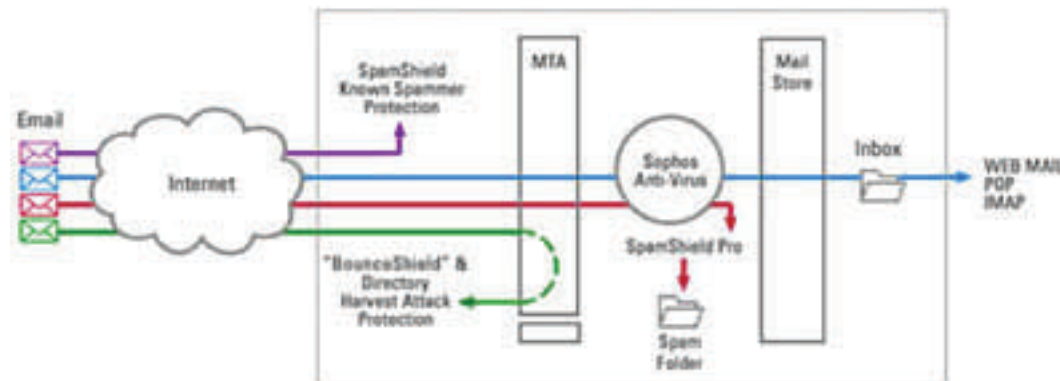 SpamShield
Known Spammer
Protection
MTA
Mail
Store
Email
Internet
Sophos
Anti-Virus
Inbox
WEB MAIL
POP
IMAP
SpamShield Pro
"BounceShield" &
Directory
Harvest Attack
Protection
Spam
Folder